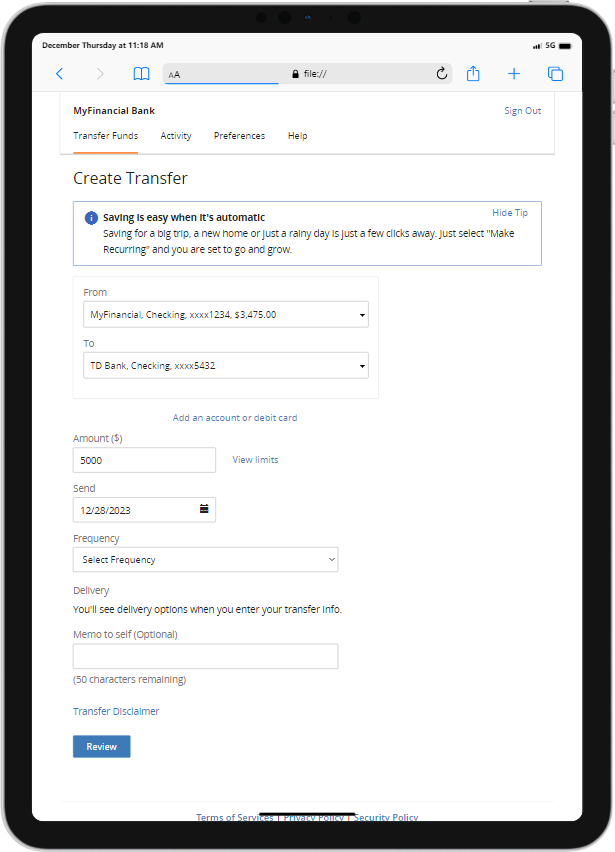 December Thursday at 11:18 AM
5G
AA
file://
MyFinancial Bank
Sign Out
Transfer Funds
Activity
Preferences
Help
Create Transfer
Saving is easy when it's automatic
Hide Tip
Saving for a big trip, a new home or just a rainy day is just a few clicks away. Just select "Make
Recurring" and you are set to go and grow.
From
MyFinancial, Checking, xxxx1234, $3,475.00
To
TD Bank, Checking, xxxx5432
Add an account or debit card
Amount ($)
5000
View limits
Send
12/28/2023
Frequency
Select Frequency
Delivery
You'll see delivery options when you enter your transfer info.
Memo to self (Optional)
(50 characters remaining)
Transfer Disclaimer
Review
Terms of Services | Privacy Policy | Security Policy